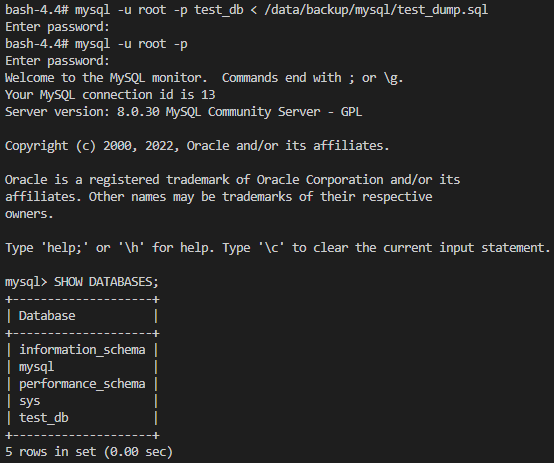 bash-4.4# mysql -u root -p test_db < /data/backup/mysql/test_dump.sql
Enter password:
bash-4.4# mysql -u root -p
Enter password:
Welcome to the MySQL monitor.  Commands end with ; or \g.
Your MySQL connection id is 13
Server version: 8.0.30 MySQL Community Server - GPL

Copyright (c) 2000, 2022, Oracle and/or its affiliates.

Oracle is a registered trademark of Oracle Corporation and/or its
affiliates. Other names may be trademarks of their respective
owners.

Type 'help;' or '\h' for help. Type '\c' to clear the current input statement.

mysql> SHOW DATABASES;
+--------------------+
| Database           |
+--------------------+
| information_schema |
| mysql              |
| performance_schema |
| sys                |
| test_db            |
+--------------------+
5 rows in set (0.00 sec)